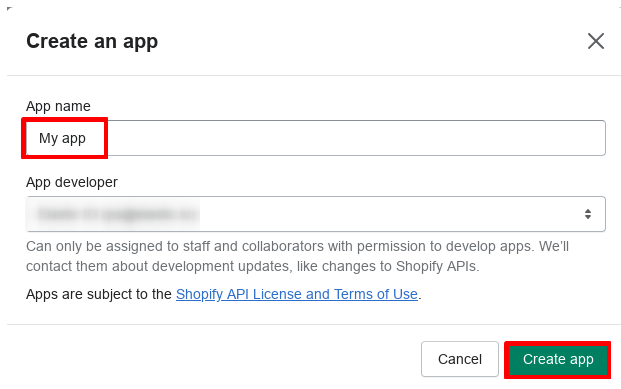 Create an app
App name
My app
App developer
Can only be assigned to staff and collaborators with permission to develop apps. We'll
contact them about development updates, like changes to Shopify APIs.
Apps are subject to the Shopify API License and Terms of Use.
Cancel
Create app